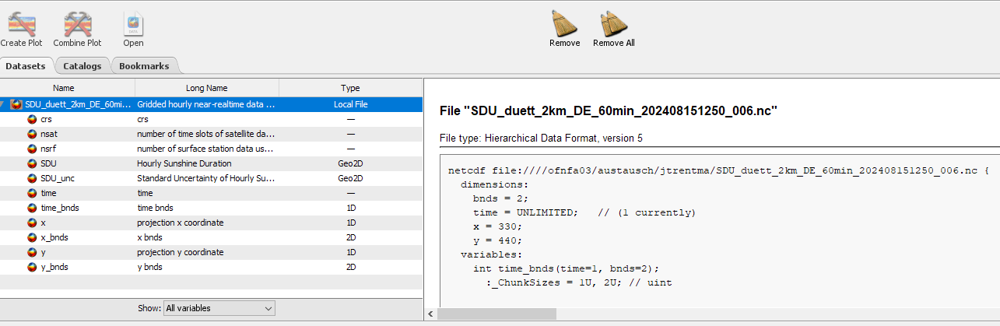 Create Plot Combine Plot Open Remove Remove All
Datasets Catalogs Bookmarks
Name Long Name Type
SDU_duett_2km_DE_60mi... Gridded hourly near-realtime data ... Local File
crs crs —
nsat number of time slots of satellite da... —
nsrf number of surface station data us... —
SDU Hourly Sunshine Duration Geo2D
SDU_unc Standard Uncertainty of Hourly Su... Geo2D
time time —
time_bnds time bnds 1D
x projection x coordinate 1D
x_bnds x bnds 2D
y projection y coordinate 1D
y_bnds y bnds 2D
Show: All variables
File "SDU_duett_2km_DE_60min_202408151250_006.nc"
File type: Hierarchical Data Format, version 5
netcdf file:////ofnfa03/austausch/jtrentma/SDU_duett_2km_DE_60min_202408151250_006.nc {
dimensions:
bnds = 2;
time = UNLIMITED; // (1 currently)
x = 330;
y = 440;
variables:
int time_bnds(time=1, bnds=2);
:_ChunkSizes = 1U, 2U; // uint